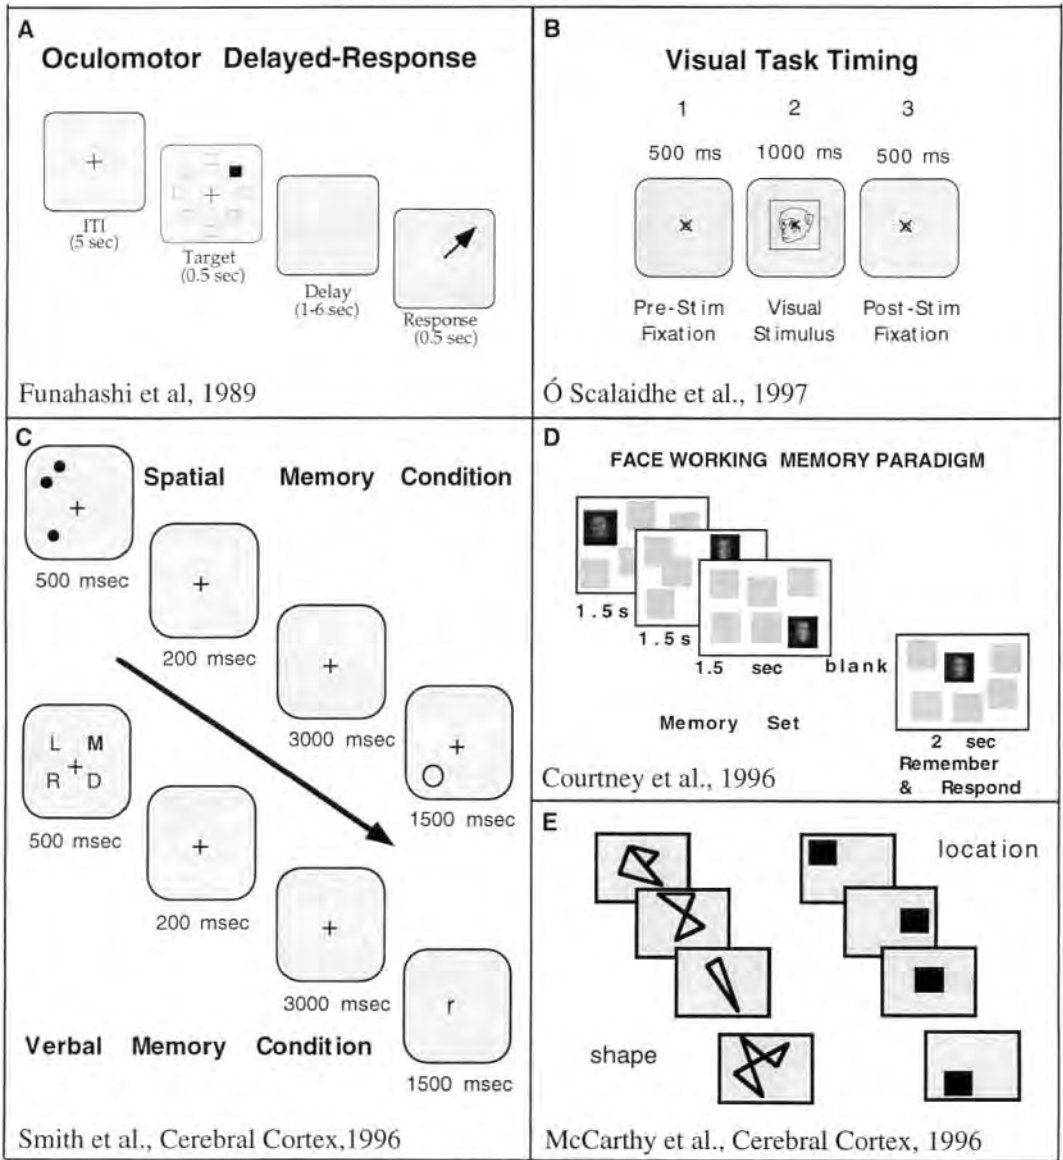 A
Oculomotor Delayed-Response
ITI
(5 sec)
Target
(0.5 sec)
Delay
(1-6 sec)
Response
(0.5 sec)
Funahashi et al, 1989
B
Visual Task Timing
1 2 3
500 ms 1000 ms 500 ms
Pre-Stim Fixation
Visual Stimulus
Post-Stim Fixation
Ó Scalaidhe et al., 1997
C
Spatial Memory Condition
500 msec
200 msec
3000 msec
1500 msec
L M
R D
500 msec
200 msec
3000 msec
r
1500 msec
Verbal Memory Condition
Smith et al., Cerebral Cortex,1996
D
FACE WORKING MEMORY PARADIGM
1.5 s
1.5 s
1.5 sec
blank
Memory Set
2 sec
Remember
& Respond
Courtney et al., 1996
E
location
shape
McCarthy et al., Cerebral Cortex, 1996